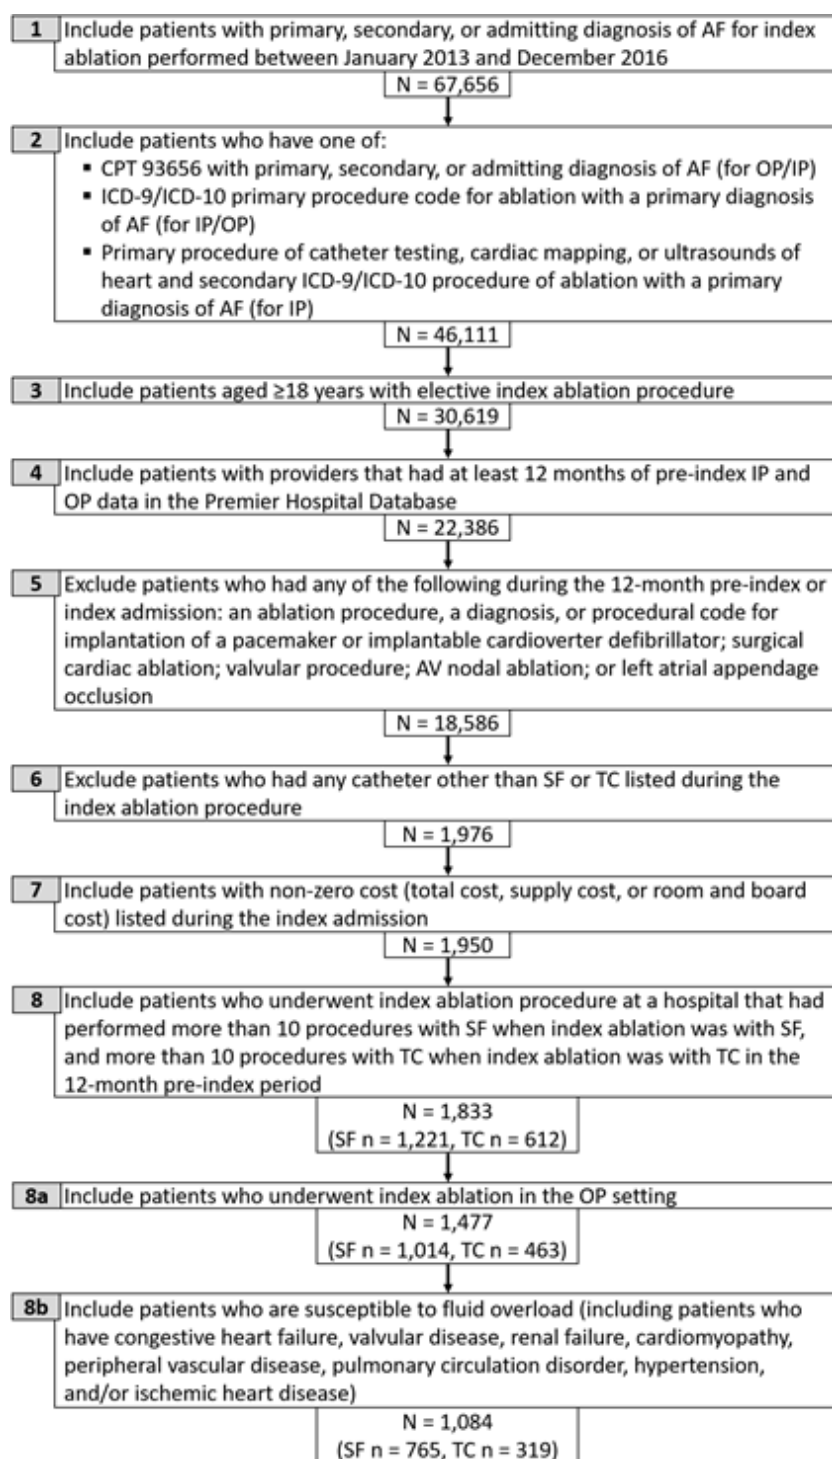 1 Include patients with primary, secondary, or admitting diagnosis of AF for index
ablation performed between January 2013 and December 2016
N = 67,656
2 Include patients who have one of:
▪ CPT 93656 with primary, secondary, or admitting diagnosis of AF (for OP/IP)
▪ ICD-9/ICD-10 primary procedure code for ablation with a primary diagnosis
of AF (for IP/OP)
▪ Primary procedure of catheter testing, cardiac mapping, or ultrasounds of
heart and secondary ICD-9/ICD-10 procedure of ablation with a primary
diagnosis of AF (for IP)
N = 46,111
3 Include patients aged ≥18 years with elective index ablation procedure
N = 30,619
4 Include patients with providers that had at least 12 months of pre-index IP and
OP data in the Premier Hospital Database
N = 22,386
5 Exclude patients who had any of the following during the 12-month pre-index or
index admission: an ablation procedure, a diagnosis, or procedural code for
implantation of a pacemaker or implantable cardioverter defibrillator; surgical
cardiac ablation; valvular procedure; AV nodal ablation; or left atrial appendage
occlusion
N = 18,586
6 Exclude patients who had any catheter other than SF or TC listed during the
index ablation procedure
N = 1,976
7 Include patients with non-zero cost (total cost, supply cost, or room and board
cost) listed during the index admission
N = 1,950
8 Include patients who underwent index ablation procedure at a hospital that had
performed more than 10 procedures with SF when index ablation was with SF,
and more than 10 procedures with TC when index ablation was with TC in the
12-month pre-index period
N = 1,833
(SF n = 1,221, TC n = 612)
8a Include patients who underwent index ablation in the OP setting
N = 1,477
(SF n = 1,014, TC n = 463)
8b Include patients who are susceptible to fluid overload (including patients who
have congestive heart failure, valvular disease, renal failure, cardiomyopathy,
peripheral vascular disease, pulmonary circulation disorder, hypertension,
and/or ischemic heart disease)
N = 1,084
(SF n = 765, TC n = 319)